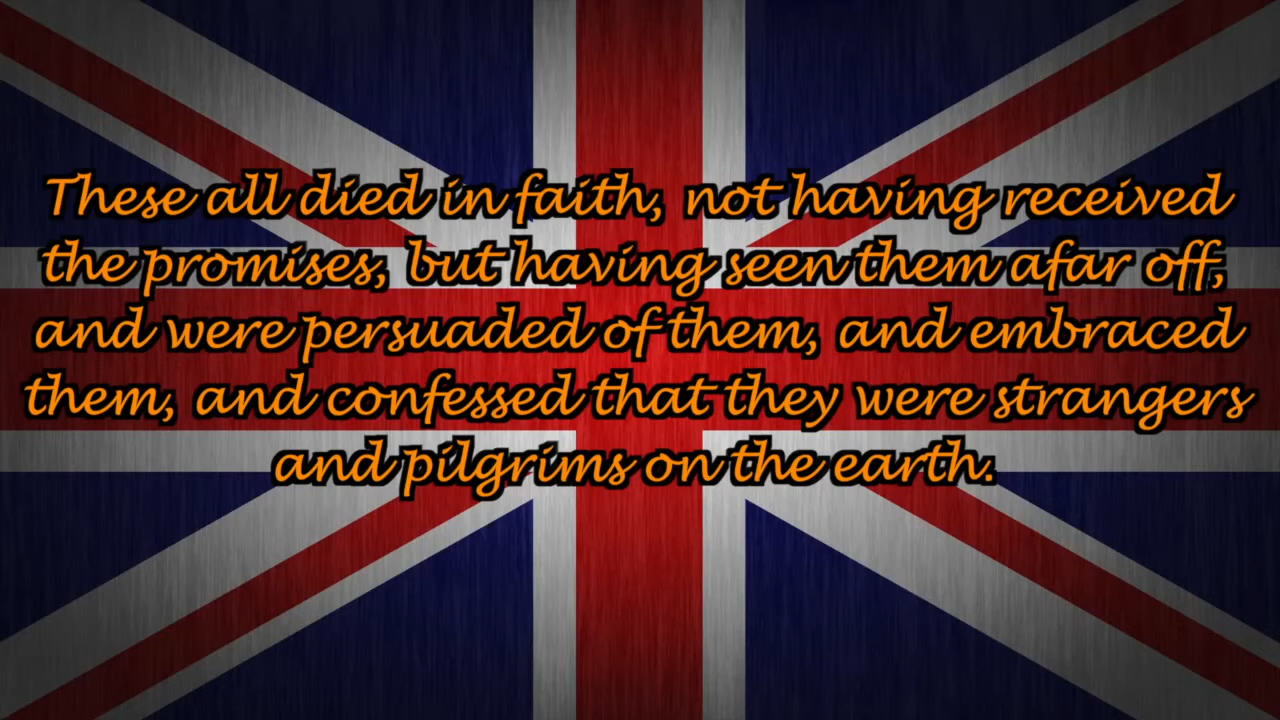 These all died in faith, not having received
the promises, but having seen them afar off,
and were persuaded of them, and embraced
them, and confessed that they were strangers
and pilgrims on the earth.